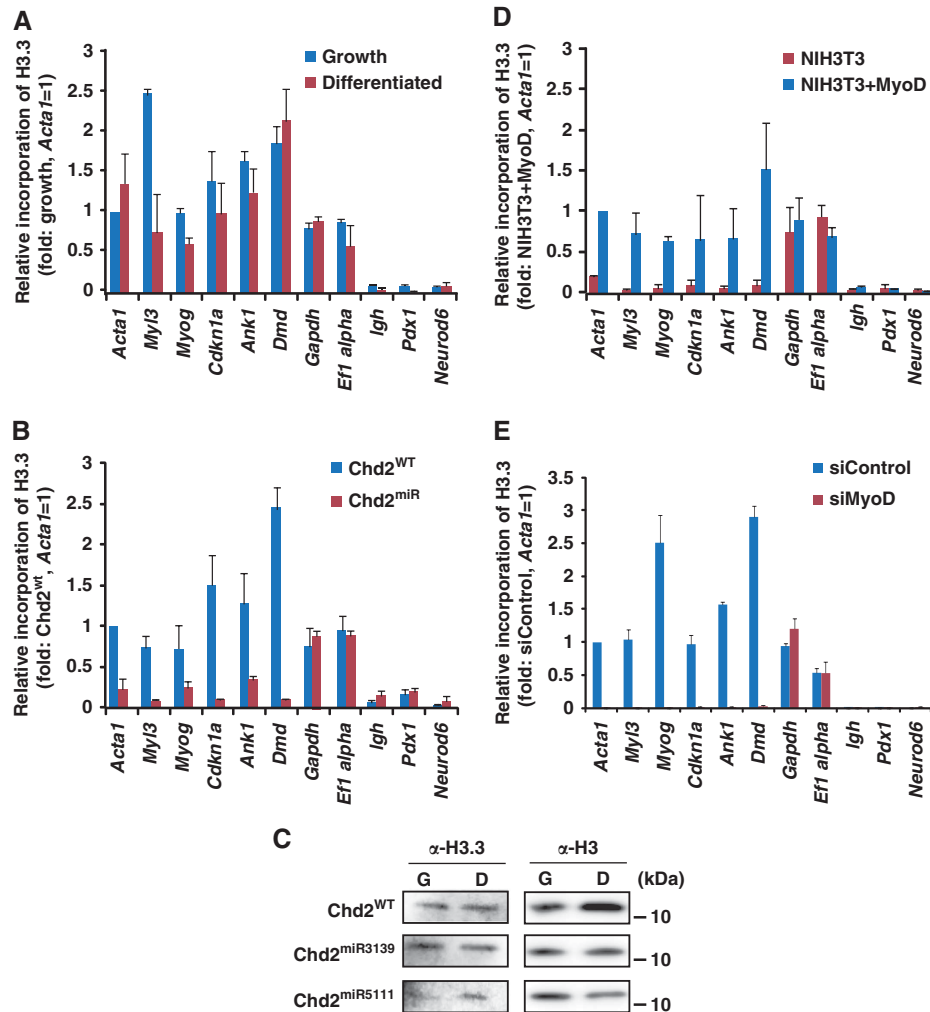 A
Relative incorporation of H3.3
(fold: growth, Acta1=1)
3
2.5
2
1.5
1
0.5
0
Growth
Differentiated
Acta1
Myl3
Myog
Cdkn1a
Ank1
Dmd
Gapdh
Ef1 alpha
Igh
Pdx1
Neurod6
D
Relative incorporation of H3.3
(fold: NIH3T3+MyoD, Acta1=1)
3
2.5
2
1.5
1
0.5
0
NIH3T3
NIH3T3+MyoD
Acta1
Myl3
Myog
Cdkn1a
Ank1
Dmd
Gapdh
Ef1 alpha
Igh
Pdx1
Neurod6
B
Relative incorporation of H3.3
(fold: Chd2wt, Acta1=1)
3
2.5
2
1.5
1
0.5
0
Chd2WT
Chd2miR
Acta1
Myl3
Myog
Cdkn1a
Ank1
Dmd
Gapdh
Ef1 alpha
Igh
Pdx1
Neurod6
E
Relative incorporation of H3.3
(fold: siControl, Acta1=1)
3.5
3
2.5
2
1.5
1
0.5
0
siControl
siMyoD
Acta1
Myl3
Myog
Cdkn1a
Ank1
Dmd
Gapdh
Ef1 alpha
Igh
Pdx1
Neurod6
C
α-H3.3 α-H3
G D G D (kDa)
Chd2WT 10
Chd2miR3139 10
Chd2miR5111 10